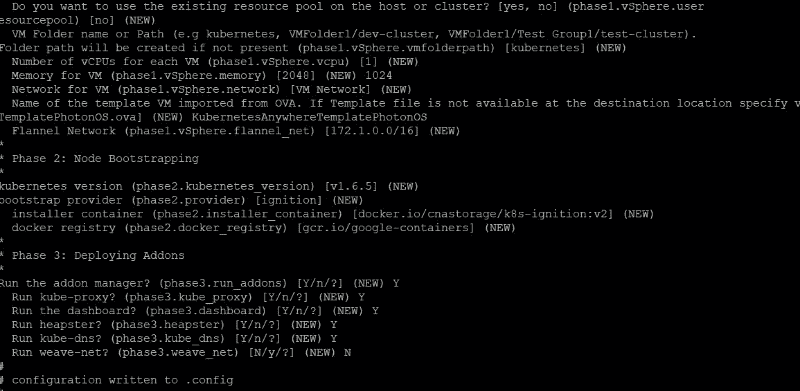 Do you want to use the existing resource pool on the host or cluster? [yes, no] (phase1.vSphere.user
esourcepool) [no] (NEW)
VM Folder name or Path (e.g kubernetes, VMFolder1/dev-cluster, VMFolder1/Test Group1/test-cluster).
Folder path will be created if not present (phase1.vSphere.vmfolderpath) [kubernetes] (NEW)
Number of vCPUs for each VM (phase1.vSphere.vcpu) [1] (NEW)
Memory for VM (phase1.vSphere.memory) [2048] (NEW) 1024
Network for VM (phase1.vSphere.network) [VM Network] (NEW)
Name of the template VM imported from OVA. If Template file is not available at the destination location specify v
TemplatePhotonOS.ova] (NEW) KubernetesAnywhereTemplatePhotonOS
Flannel Network (phase1.vSphere.flannel_net) [172.1.0.0/16] (NEW)
*
* Phase 2: Node Bootstrapping
*
kubernetes version (phase2.kubernetes_version) [v1.6.5] (NEW)
bootstrap provider (phase2.provider) [ignition] (NEW)
installer container (phase2.installer_container) [docker.io/cnastorage/k8s-ignition:v2] (NEW)
docker registry (phase2.docker_registry) [gcr.io/google-containers] (NEW)
*
* Phase 3: Deploying Addons
*
Run the addon manager? (phase3.run_addons) [Y/n/?] (NEW) Y
Run kube-proxy? (phase3.kube_proxy) [Y/n/?] (NEW) Y
Run the dashboard? (phase3.dashboard) [Y/n/?] (NEW) Y
Run heapster? (phase3.heapster) [Y/n/?] (NEW) Y
Run kube-dns? (phase3.kube_dns) [Y/n/?] (NEW) Y
Run weave-net? (phase3.weave_net) [N/y/?] (NEW) N
#
# configuration written to .config